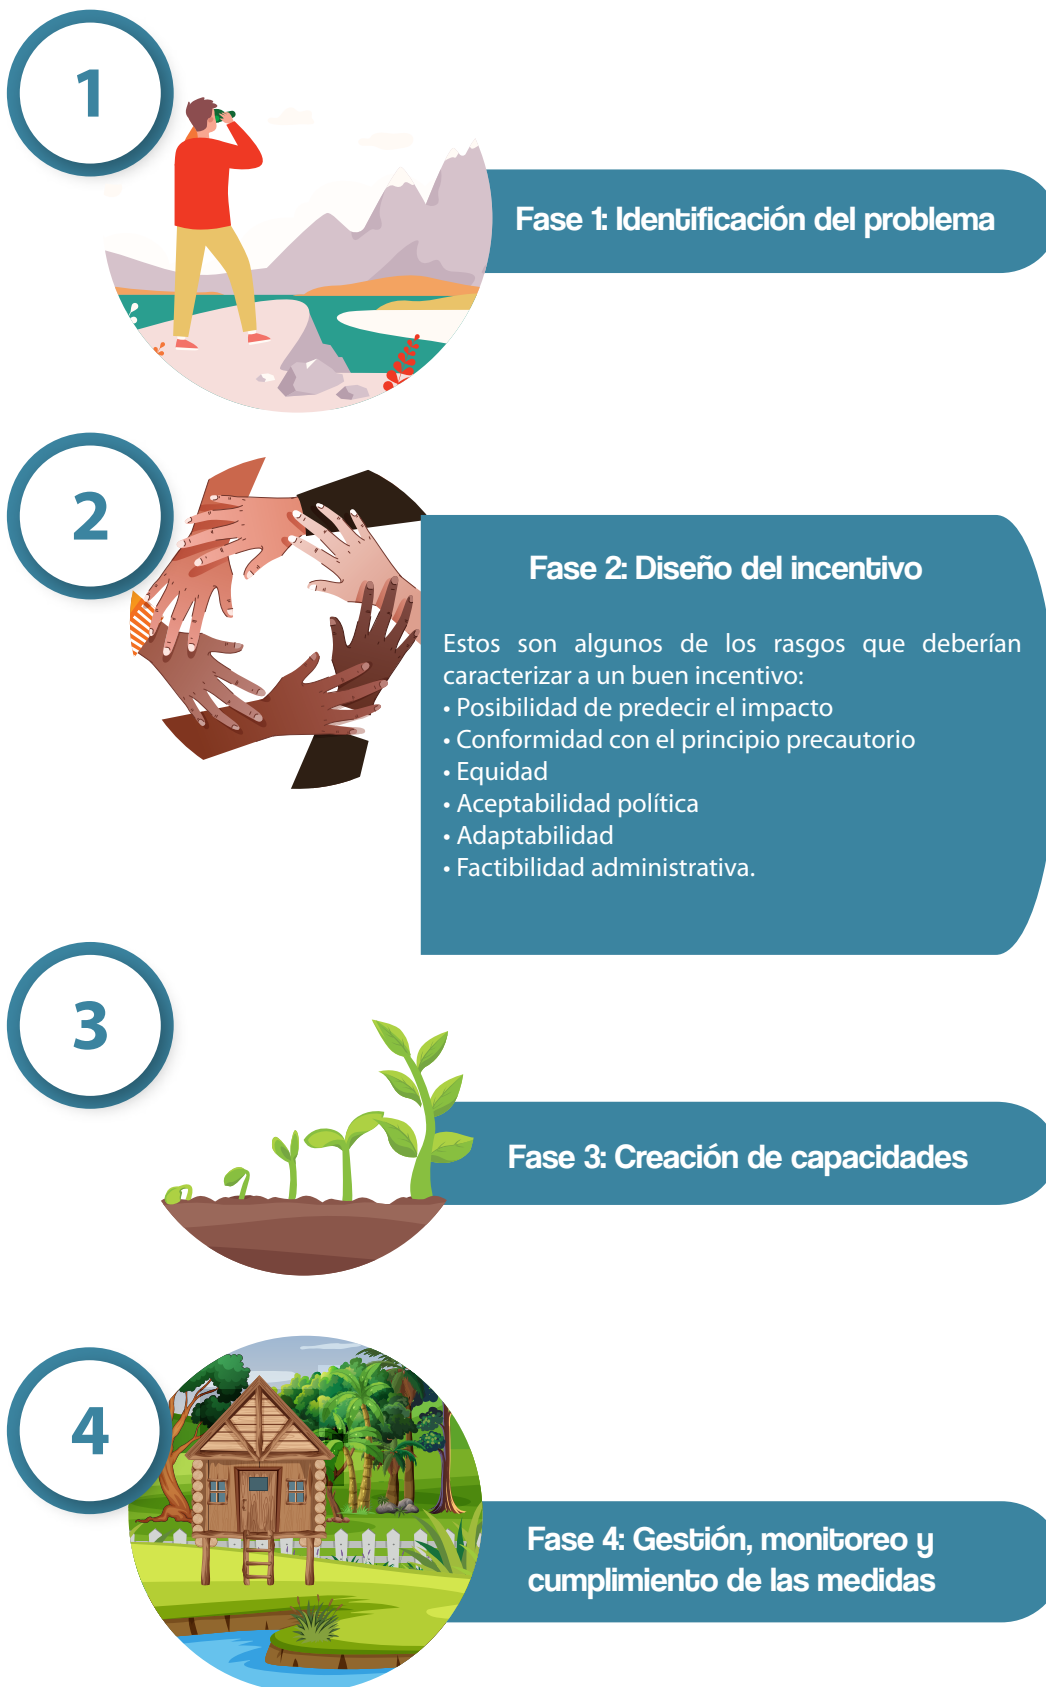 1
Fase 1: Identificación del problema
2
Fase 2: Diseño del incentivo
Estos son algunos de los rasgos que deberían
caracterizar a un buen incentivo:
• Posibilidad de predecir el impacto
• Conformidad con el principio precautorio
• Equidad
• Aceptabilidad política
• Adaptabilidad
• Factibilidad administrativa.
3
Fase 3: Creación de capacidades
4
Fase 4: Gestión, monitoreo y
cumplimiento de las medidas